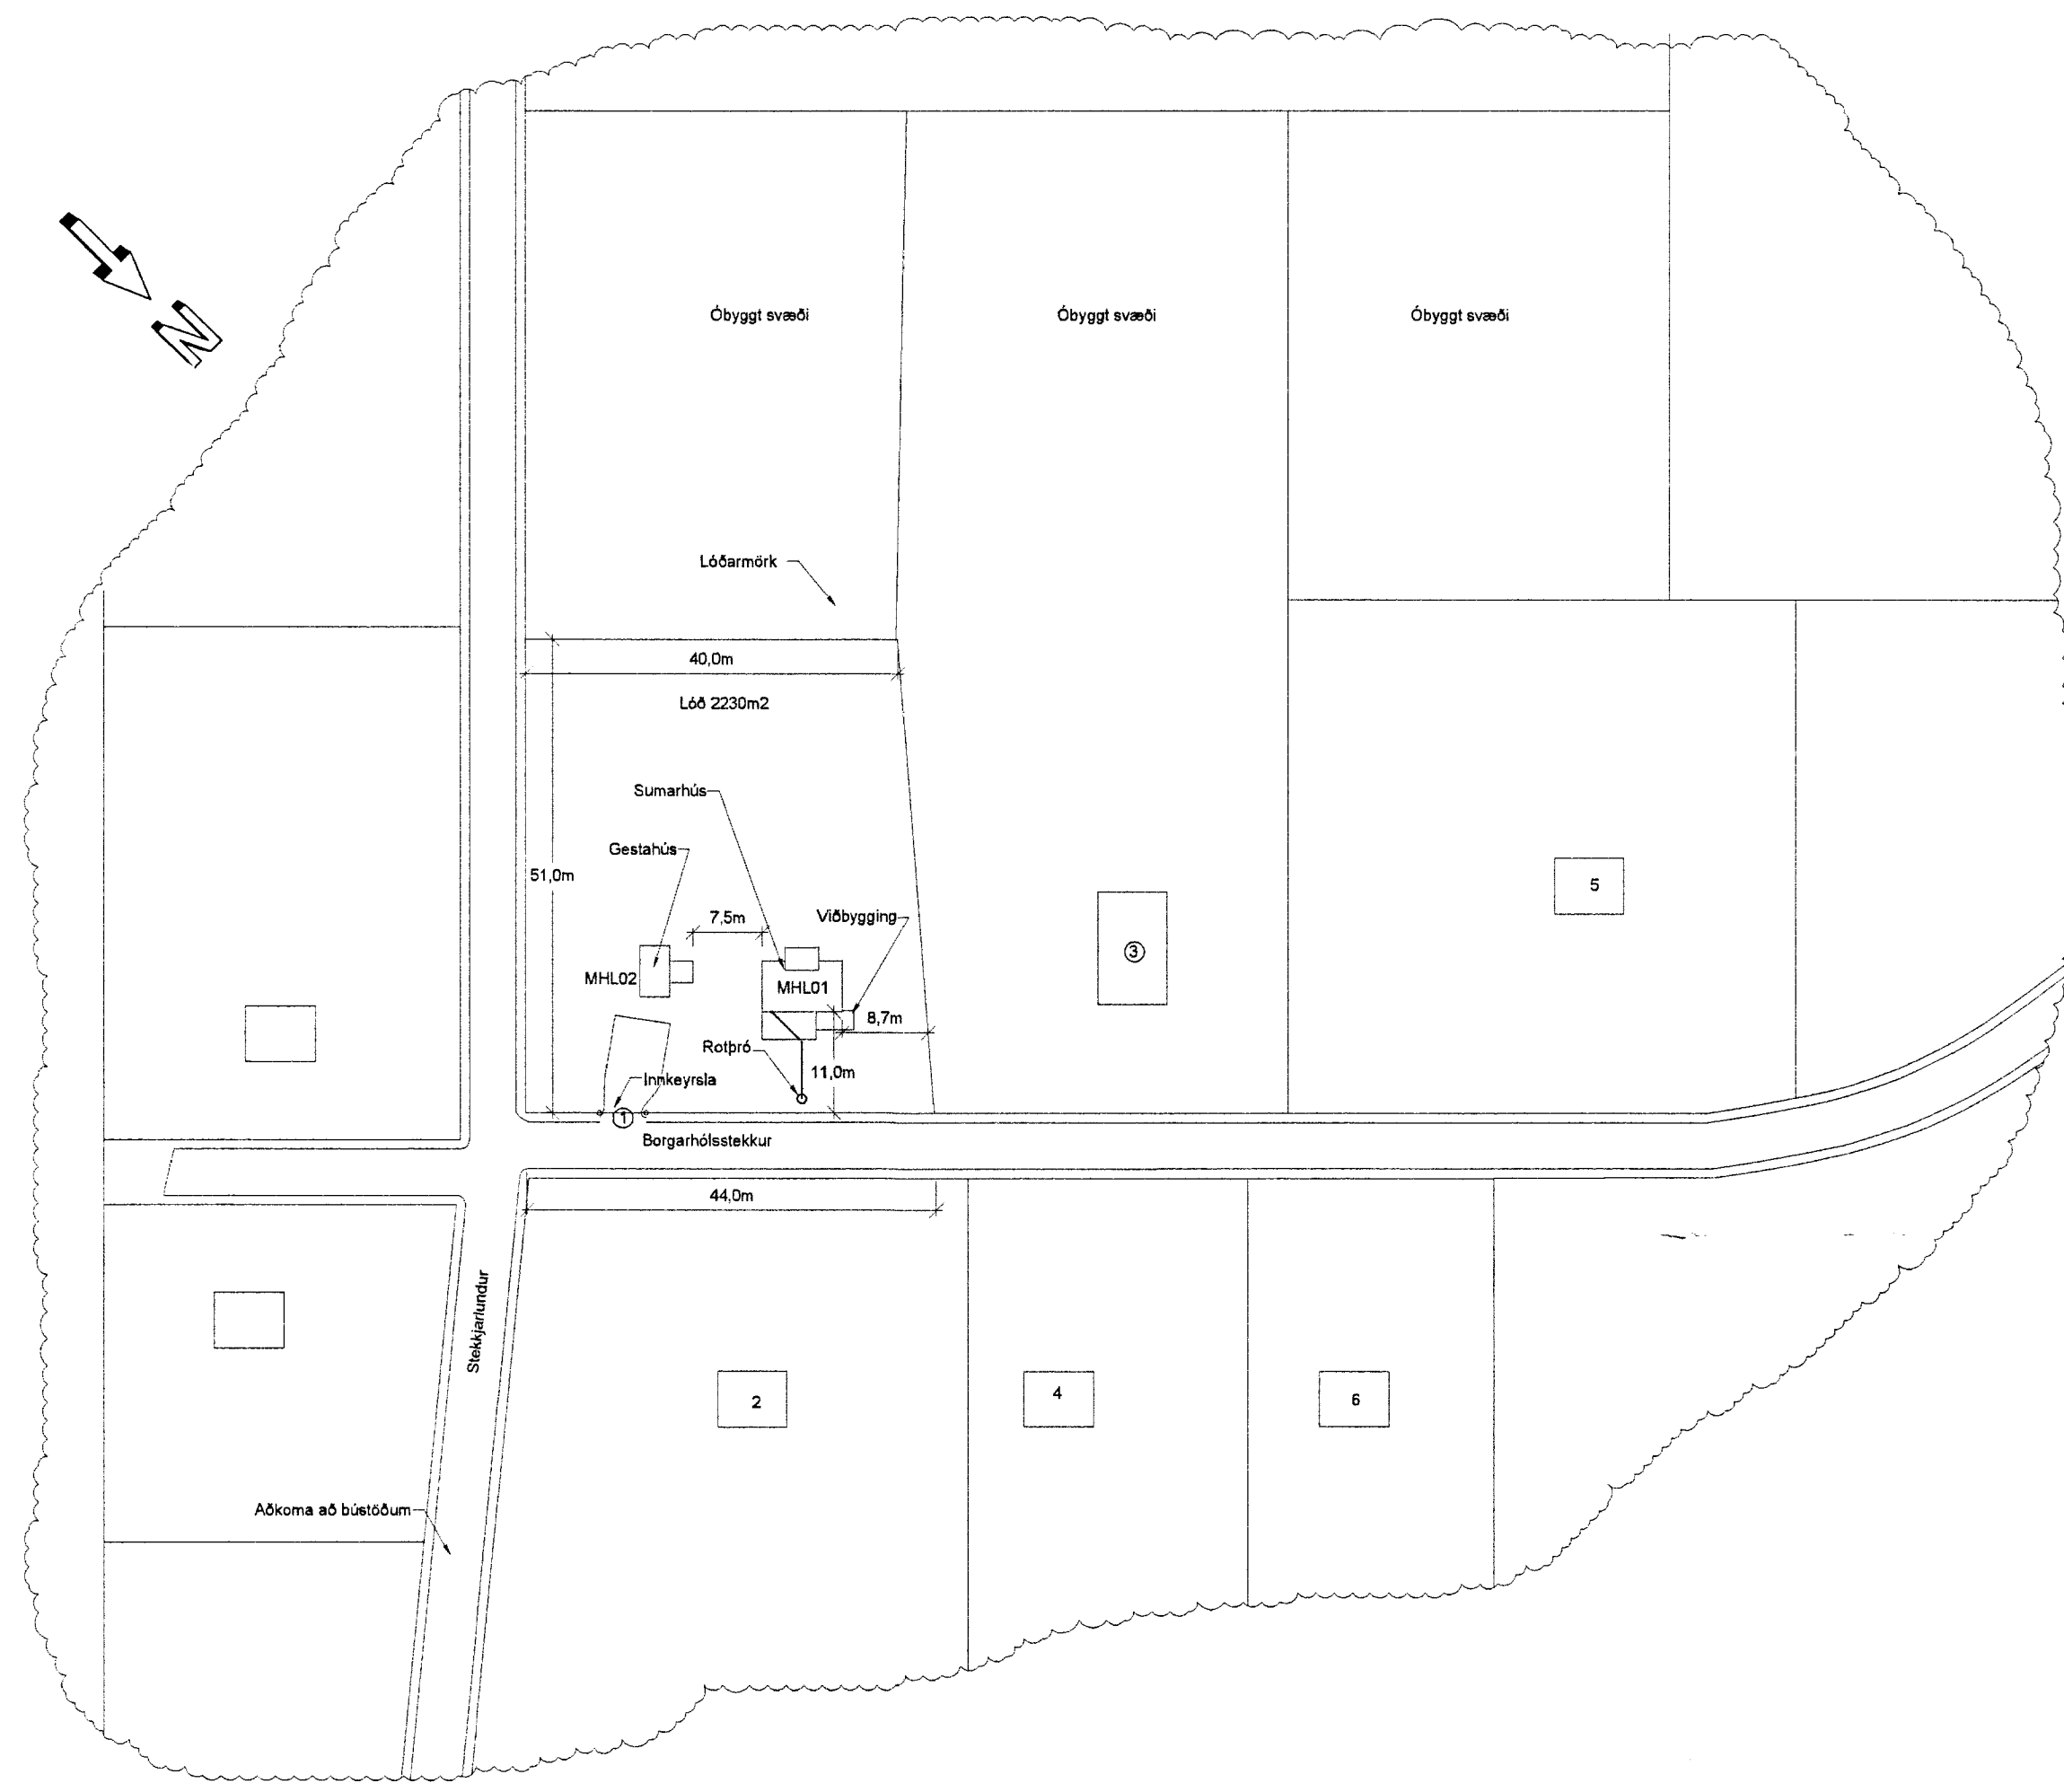 N
Óbyggt svæði
Óbyggt svæði
Óbyggt svæði
Lóðarmörk
40,0m
Lóð 2230m2
Sumarhús
Gestahús
51,0m
5
7,5m
Viðbygging
3
MHL02
MHL01
8,7m
Rotþró
11,0m
Innkeyrsla
1
Borgarhólsstekkur
44,0m
Stekkjarlundur
2
4
6
Aðkoma að bústöðum